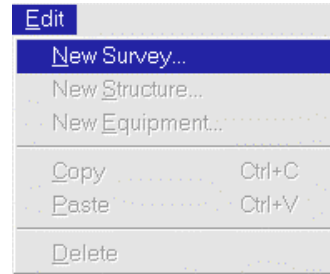 Edit
New Survey...
New Structure...
New Equipment...
Copy Ctrl+C
Paste Ctrl+V
Delete